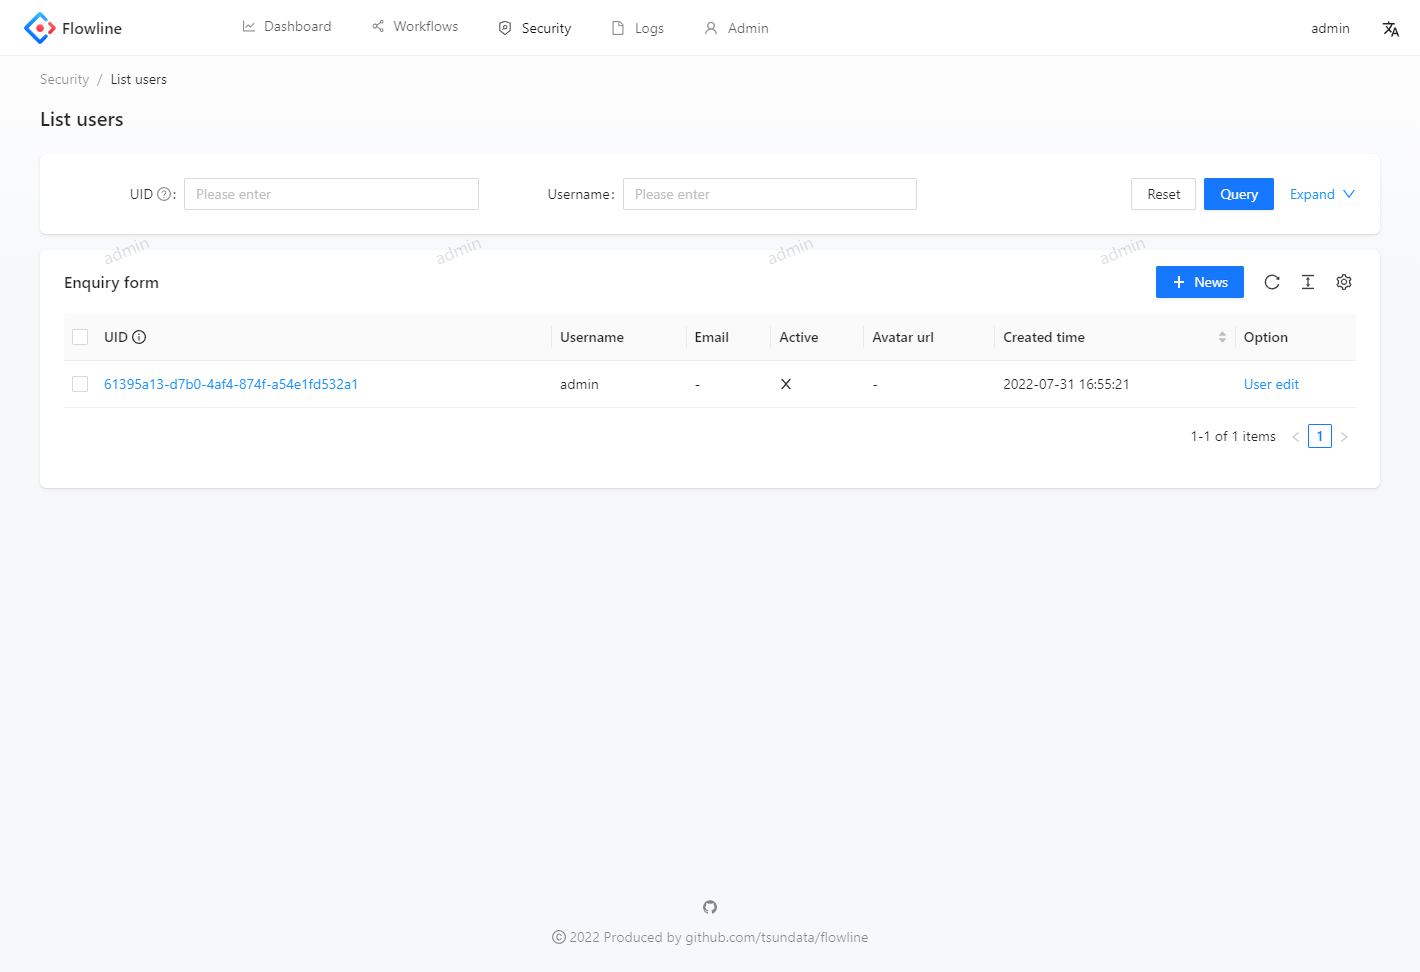 Flowline
Dashboard
Workflows
Security
Logs
Admin
admin
Security / List users
List users
UID ? :
Please enter
Username :
Please enter
Reset
Query
Expand
admin admin admin admin
Enquiry form
+ News
UID Username Email Active Avatar url Created time Option
61395a13-d7b0-4af4-874f-a54e1fd532a1 admin - X - 2022-07-31 16:55:21 User edit
1-1 of 1 items < 1 >
© 2022 Produced by github.com/tsundata/flowline